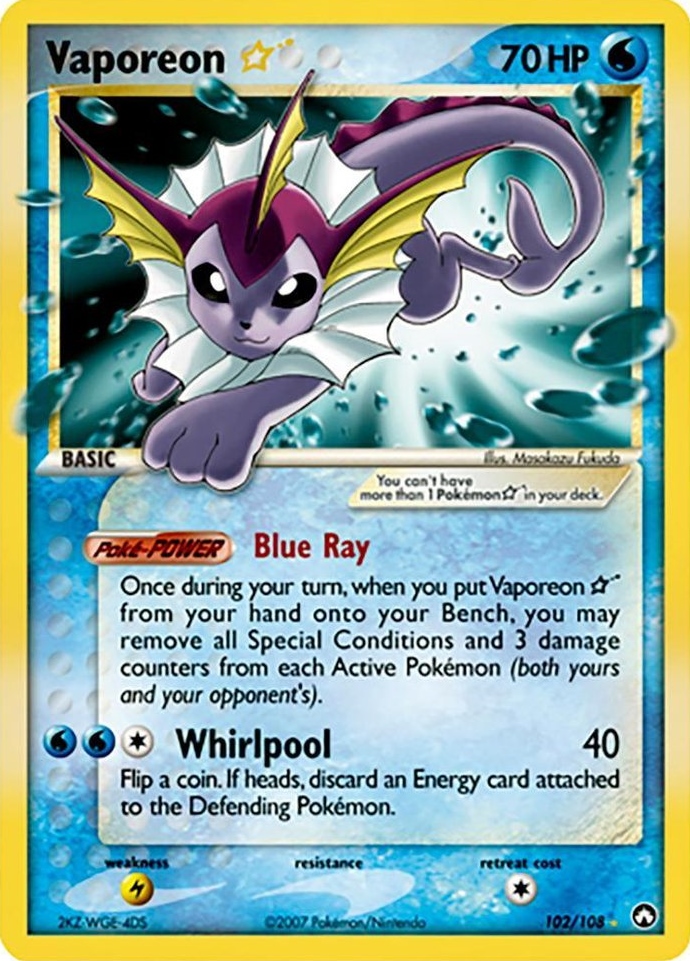 Vaporeon ☆ 70 HP
BASIC Illus. Masakazu Fukuda
You can't have
more than 1 Pokémon ☆ in your deck.
Poké-POWER Blue Ray
Once during your turn, when you put Vaporeon ☆
from your hand onto your Bench, you may
remove all Special Conditions and 3 damage
counters from each Active Pokémon (both yours
and your opponent's).
Whirlpool 40
Flip a coin. If heads, discard an Energy card attached
to the Defending Pokémon.
weakness resistance retreat cost
2KZ-WGE-4DS ©2007 Pokémon/Nintendo 102/108